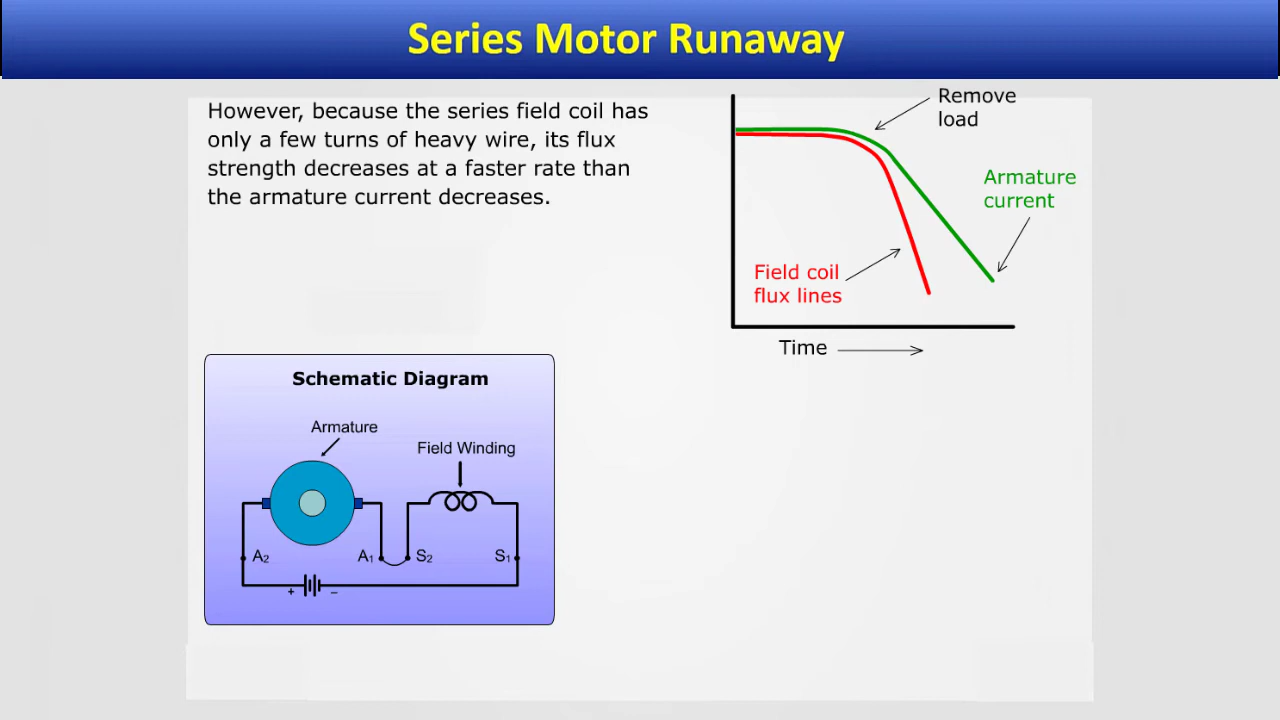 Series Motor Runaway
However, because the series field coil has
only a few turns of heavy wire, its flux
strength decreases at a faster rate than
the armature current decreases.
Remove
load
Armature
current
Field coil
flux lines
Time
Schematic Diagram
Armature
Field Winding
A2
A1
S2
S1
+
–